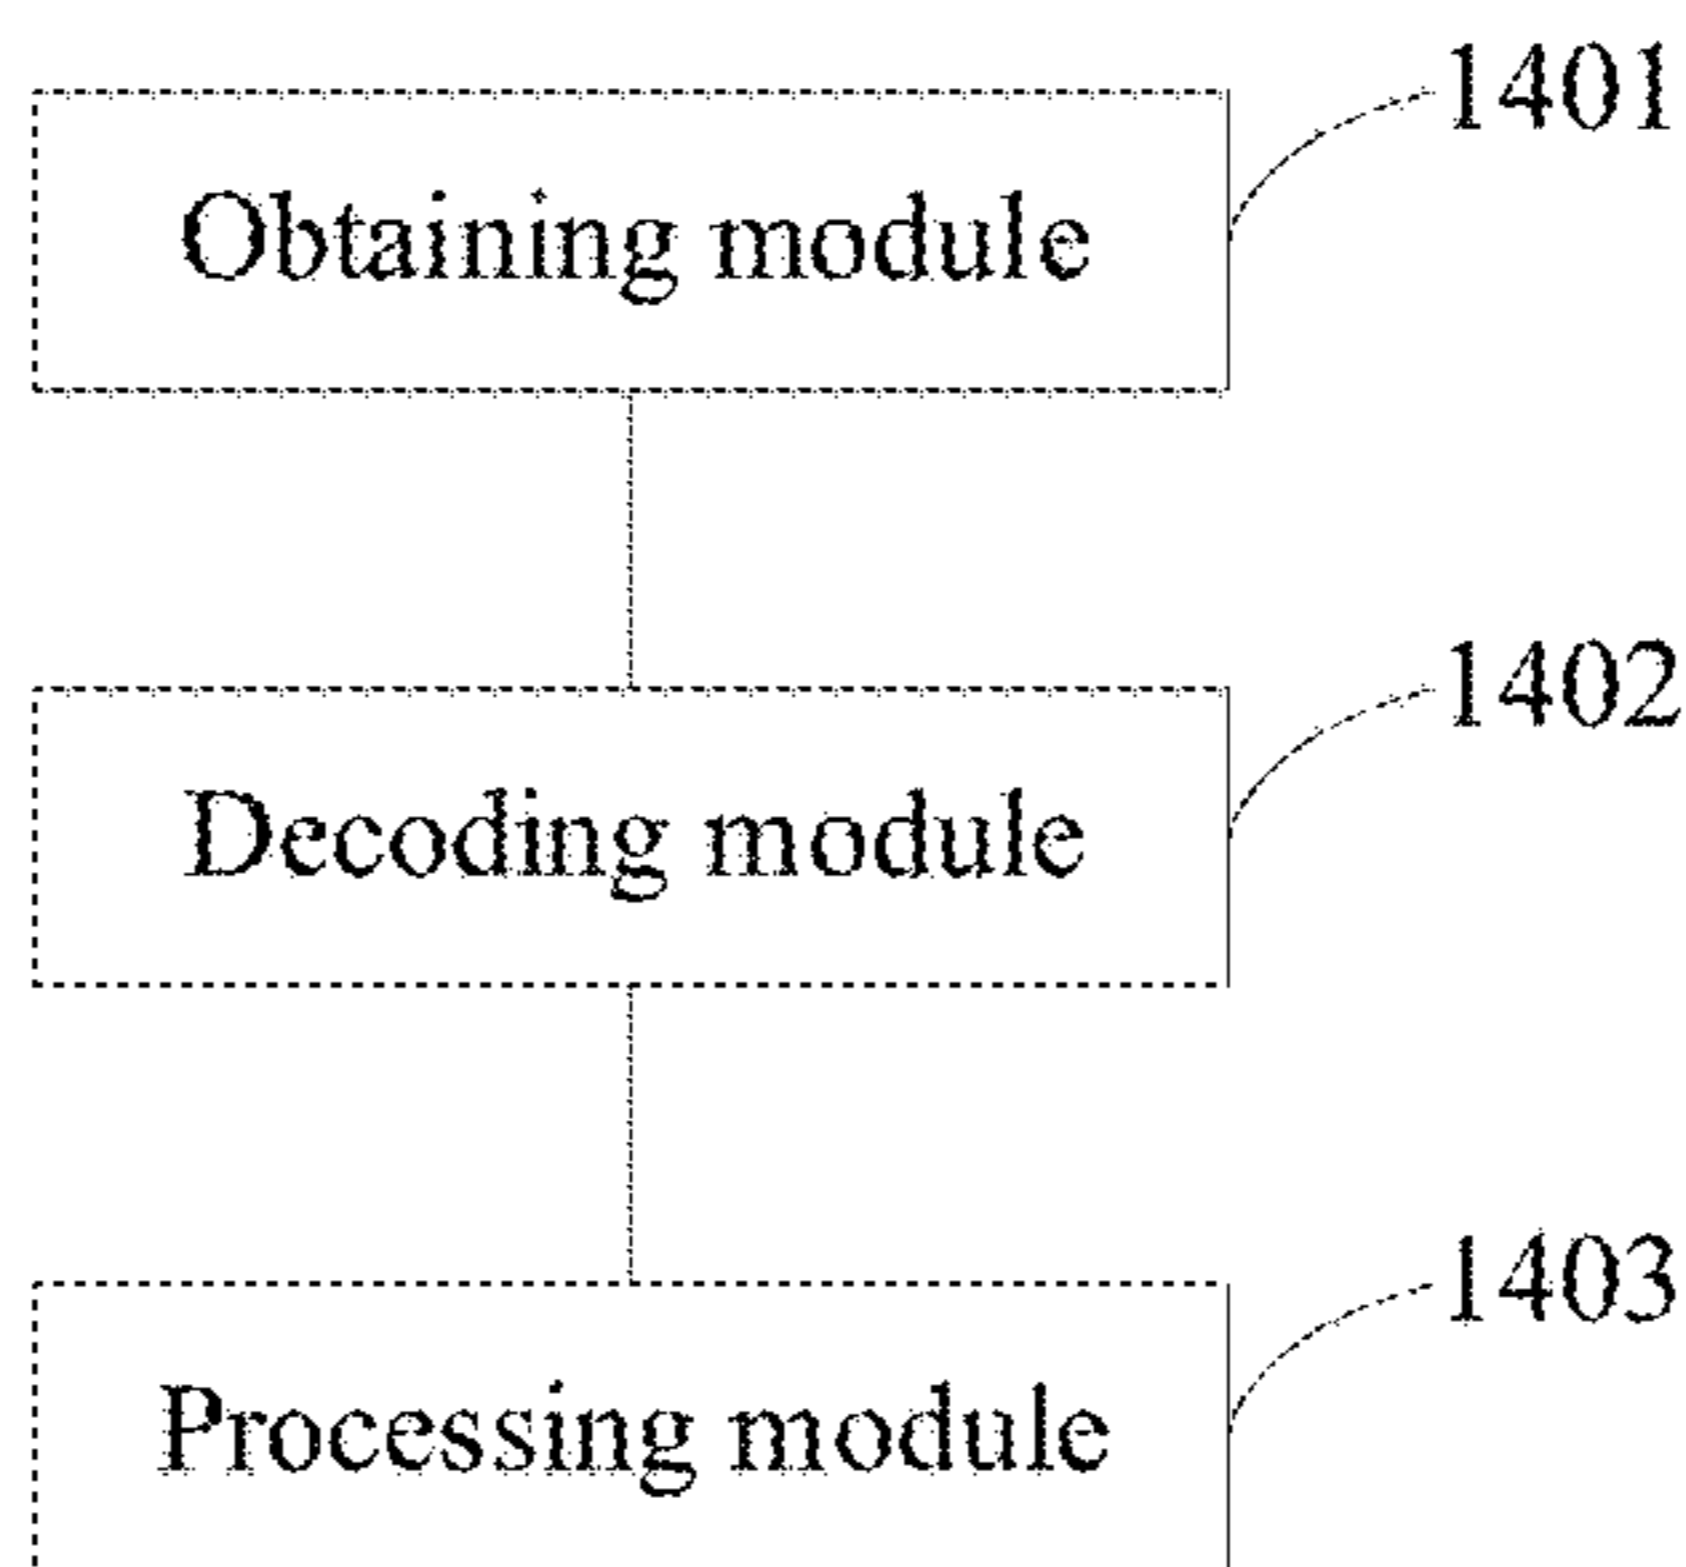 1401
Obtaining module
1402
Decoding module
1403
Processing module